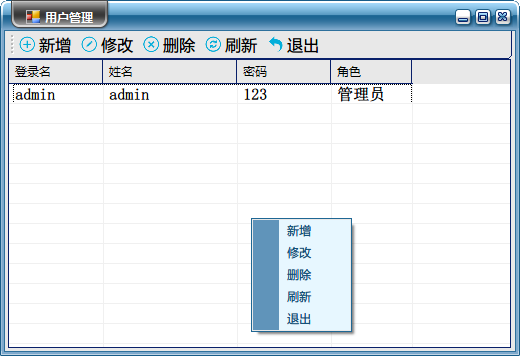 用户管理
新增 修改 删除 刷新 退出
登录名 姓名 密码 角色
admin admin 123 管理员
新增
修改
删除
刷新
退出